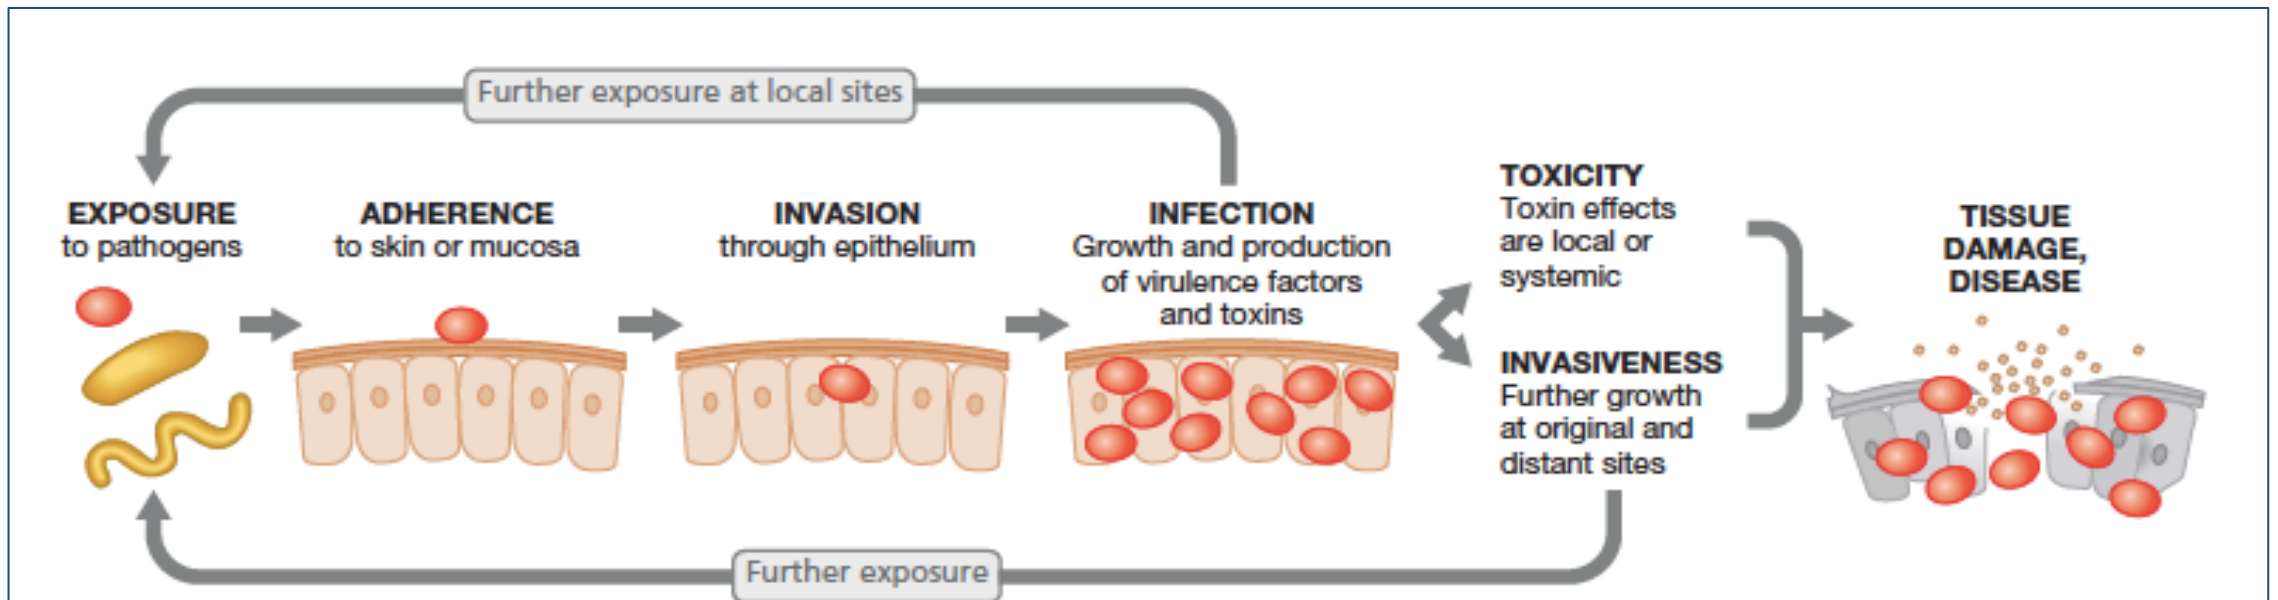 Further exposure at local sites
EXPOSURE
to pathogens
ADHERENCE
to skin or mucosa
INVASION
through epithelium
INFECTION
Growth and production
of virulence factors
and toxins
TOXICITY
Toxin effects
are local or
systemic
INVASIVENESS
Further growth
at original and
distant sites
TISSUE
DAMAGE,
DISEASE
Further exposure